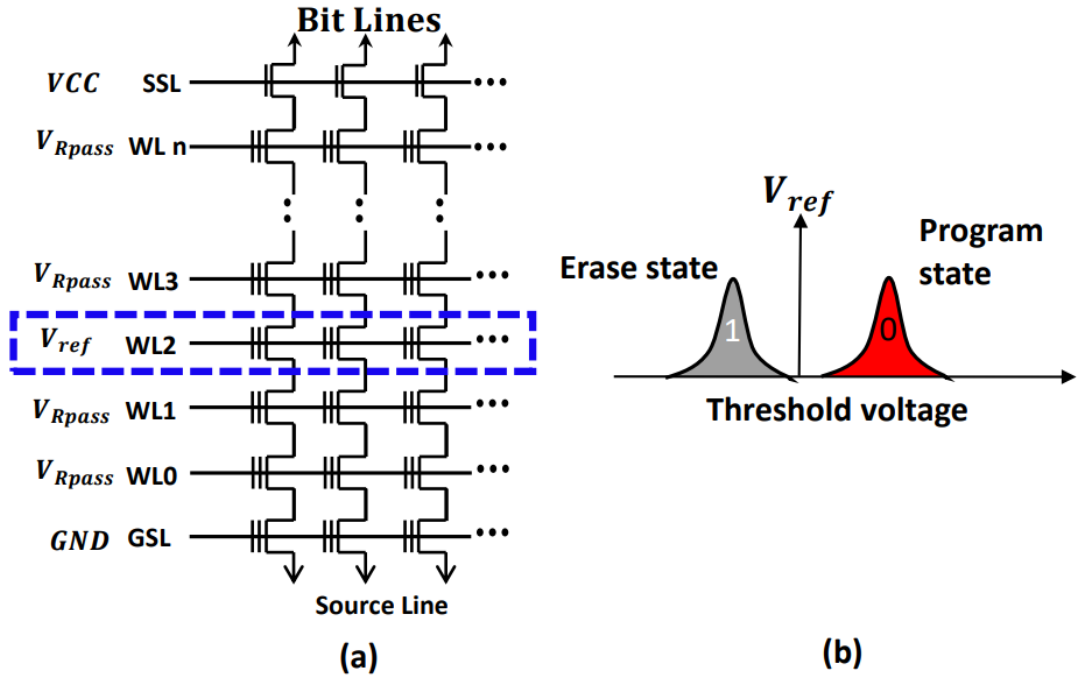 Bit Lines
VCC SSL
V_Rpass WL n
V_Rpass WL3
V_ref WL2
V_Rpass WL1
V_Rpass WL0
GND GSL
Source Line
(a)
V_ref
Erase state
Program
state
1
0
Threshold voltage
(b)